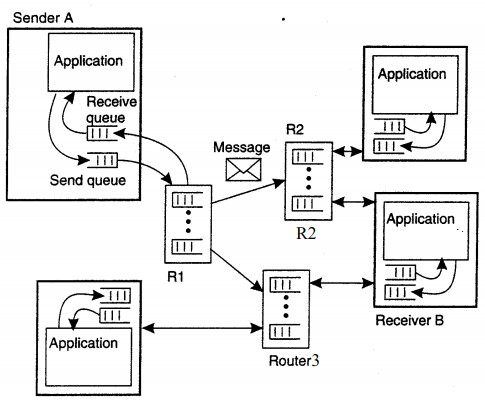 Sender A
Application
Receive
queue
Send queue
R1
Message
R2
R2
Application
Application
Receiver B
Application
Router3